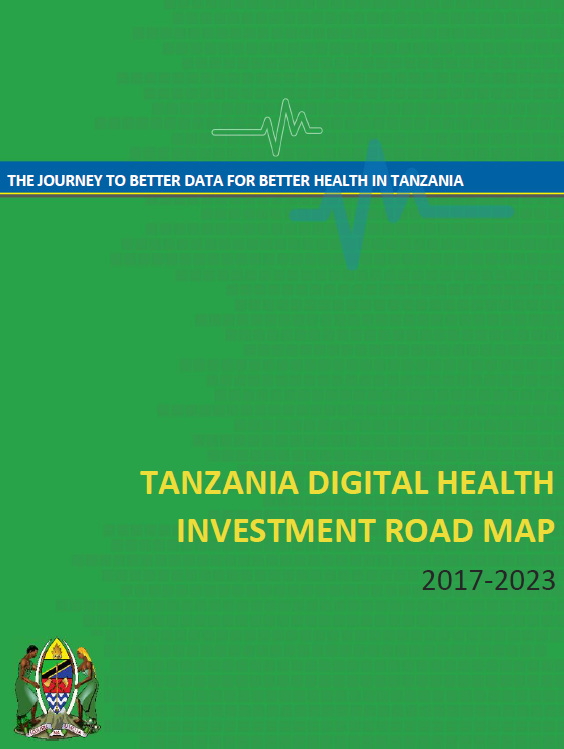 THE JOURNEY TO BETTER DATA FOR BETTER HEALTH IN TANZANIA
TANZANIA DIGITAL HEALTH
INVESTMENT ROAD MAP
2017-2023